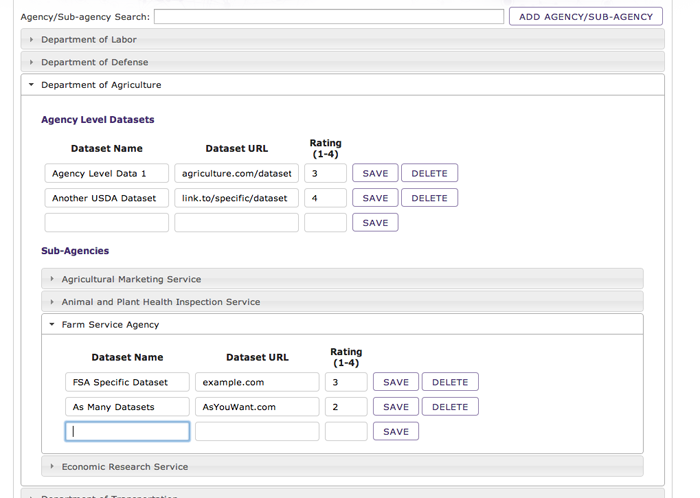 Agency/Sub-agency Search: ADD AGENCY/SUB-AGENCY
Department of Labor
Department of Defense
Department of Agriculture
Agency Level Datasets
Dataset Name Dataset URL Rating (1-4)
Agency Level Data 1 agriculture.com/dataset 3 SAVE DELETE
Another USDA Dataset link.to/specific/dataset 4 SAVE DELETE
SAVE
Sub-Agencies
Agricultural Marketing Service
Animal and Plant Health Inspection Service
Farm Service Agency
Dataset Name Dataset URL Rating (1-4)
FSA Specific Dataset example.com 3 SAVE DELETE
As Many Datasets AsYouWant.com 2 SAVE DELETE
SAVE
Economic Research Service
Department of Transportation